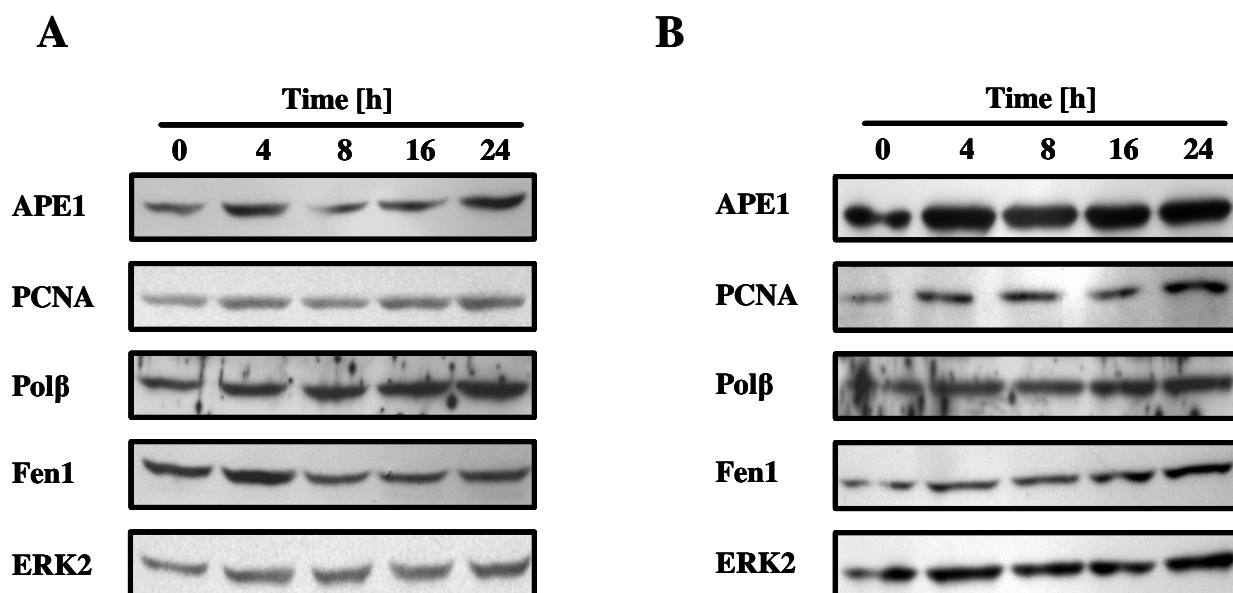 A
Time [h]
0 4 8 16 24
APE1
PCNA
Polβ
Fen1
ERK2
B
Time [h]
0 4 8 16 24
APE1
PCNA
Polβ
Fen1
ERK2